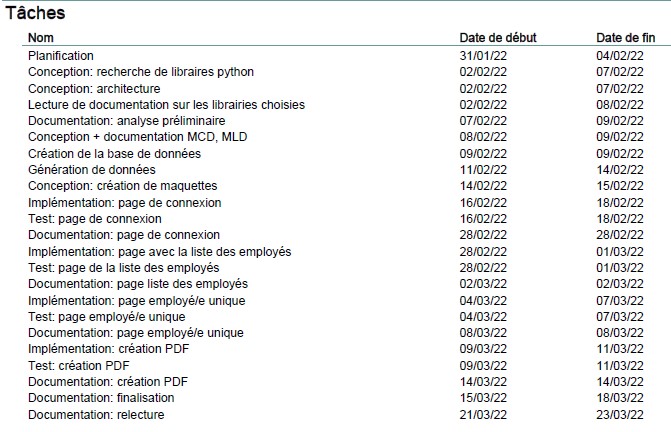 Tâches
Nom Date de début Date de fin
Planification 31/01/22 04/02/22
Conception: recherche de libraires python 02/02/22 07/02/22
Conception: architecture 02/02/22 07/02/22
Lecture de documentation sur les librairies choisies 02/02/22 08/02/22
Documentation: analyse préliminaire 07/02/22 09/02/22
Conception + documentation MCD, MLD 08/02/22 09/02/22
Création de la base de données 09/02/22 09/02/22
Génération de données 11/02/22 14/02/22
Conception: création de maquettes 14/02/22 15/02/22
Implémentation: page de connexion 16/02/22 18/02/22
Test: page de connexion 16/02/22 18/02/22
Documentation: page de connexion 28/02/22 28/02/22
Implémentation: page avec la liste des employés 28/02/22 01/03/22
Test: page de la liste des employés 28/02/22 01/03/22
Documentation: page liste des employés 02/03/22 02/03/22
Implémentation: page employé/e unique 04/03/22 07/03/22
Test: page employé/e unique 04/03/22 07/03/22
Documentation: page employé/e unique 08/03/22 08/03/22
Implémentation: création PDF 09/03/22 11/03/22
Test: création PDF 09/03/22 11/03/22
Documentation: création PDF 14/03/22 14/03/22
Documentation: finalisation 15/03/22 18/03/22
Documentation: relecture 21/03/22 23/03/22